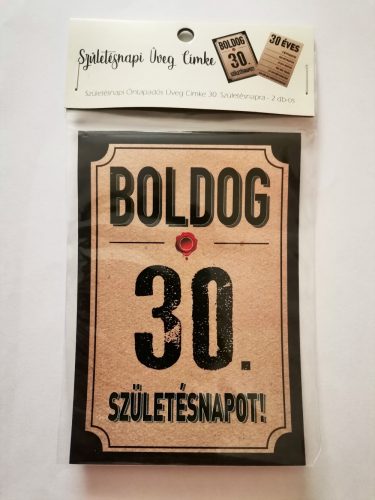 Születésnapi Üveg Címke
BOLDOG
30.
SZÜLETÉSNAPOT!
30 ÉVES
Születésnapi Öntapadós Üveg Címke 30. Születésnapra - 2 db-os
BOLDOG
30.
SZÜLETÉSNAPOT!